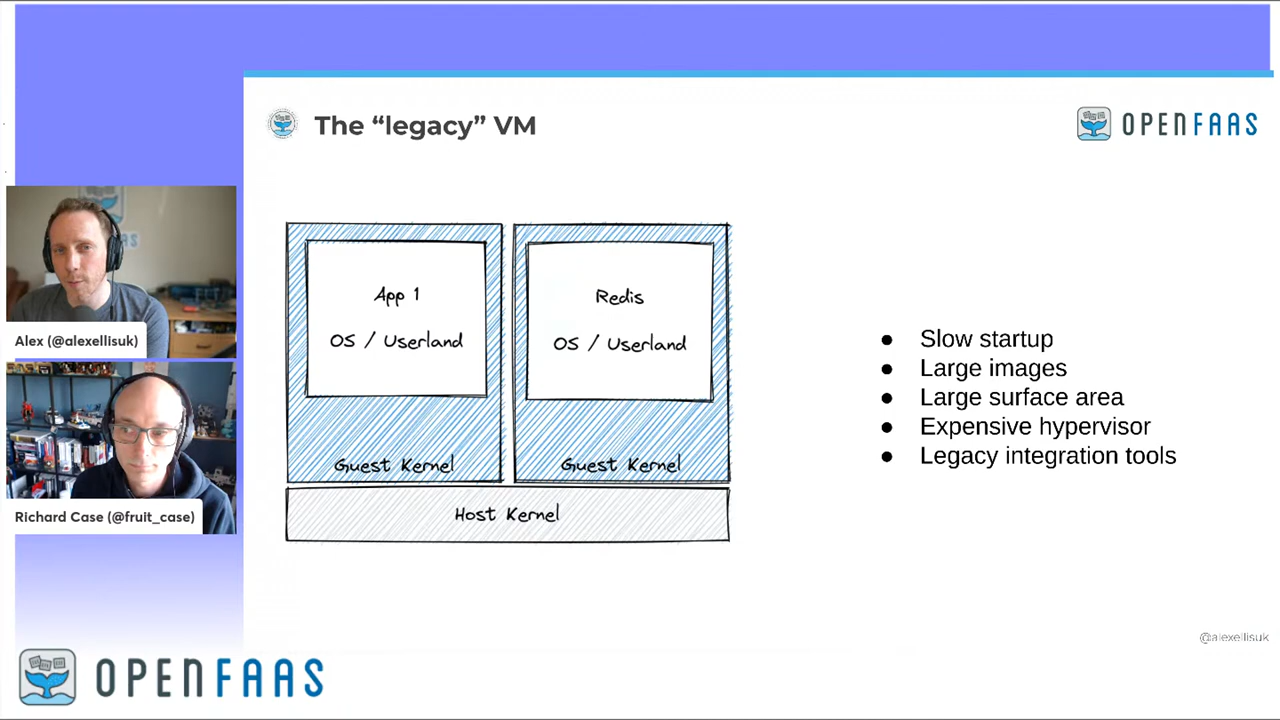 The “legacy” VM
OPENFAAS
App 1
OS / Userland
Guest Kernel
Redis
OS / Userland
Guest Kernel
Host Kernel
● Slow startup
● Large images
● Large surface area
● Expensive hypervisor
● Legacy integration tools
Alex (@alexellisuk)
Richard Case (@fruit_case)
@alexellisuk
OPENFAAS